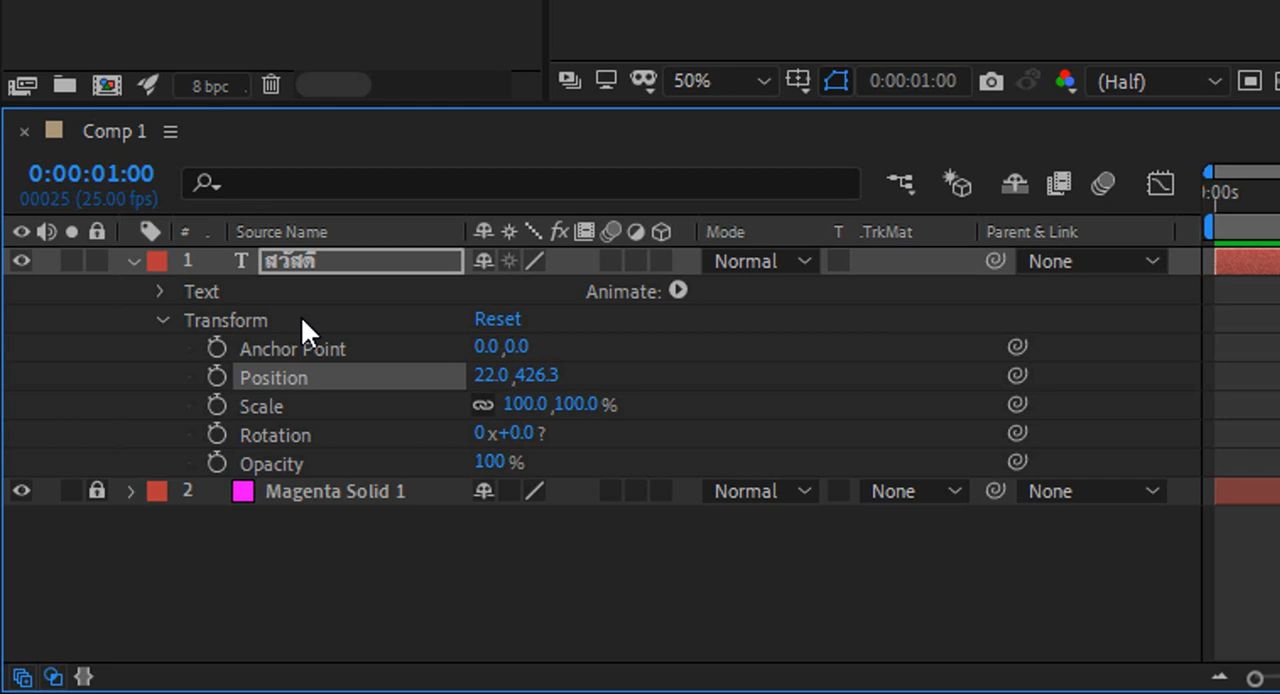 8 bpc
50% 0:00:01:00 (Half)
Comp 1
0:00:01:00
00025 (25.00 fps)
:00s
# . Source Name fx Mode T .TrkMat Parent & Link
1 T สวัสดี Normal None
Text Animate:
Transform Reset
Anchor Point 0.0,0.0
Position 22.0,426.3
Scale 100.0,100.0%
Rotation 0x+0.0?
Opacity 100%
2 Magenta Solid 1 Normal None None